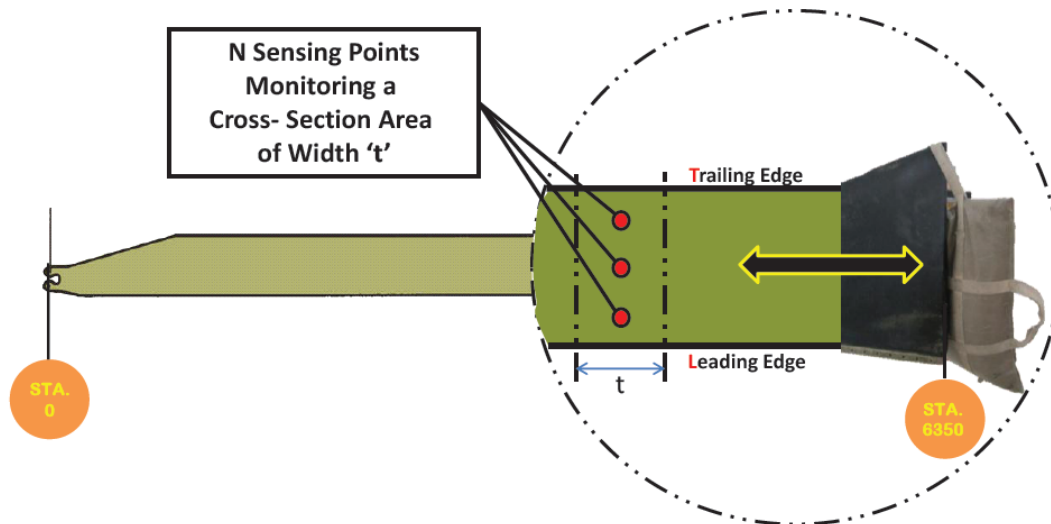 N Sensing Points
Monitoring a
Cross- Section Area
of Width ‘t’
Trailing Edge
Leading Edge
t
STA.
0
STA.
6350